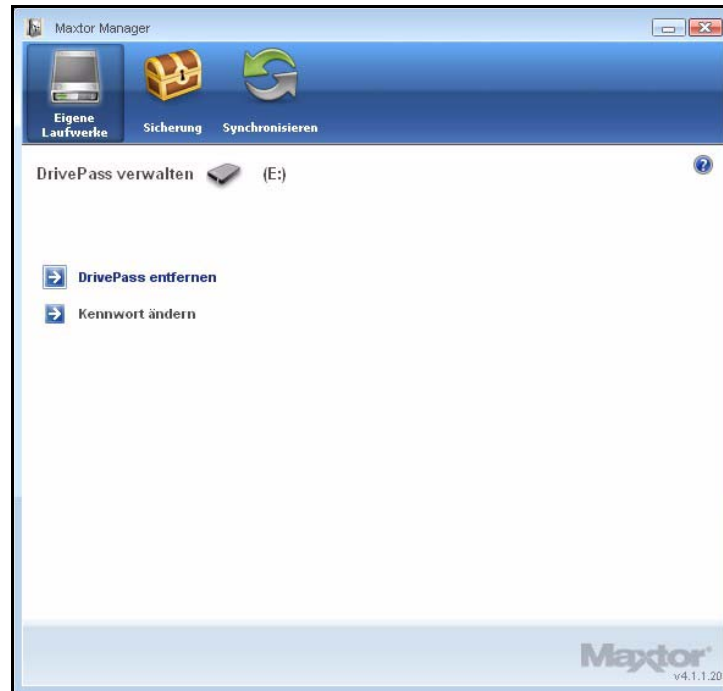 Maxtor Manager
Eigene
Laufwerke
Sicherung
Synchronisieren
DrivePass verwalten (E:)
?
DrivePass entfernen
Kennwort ändern
Maxtor
v4.1.1.20